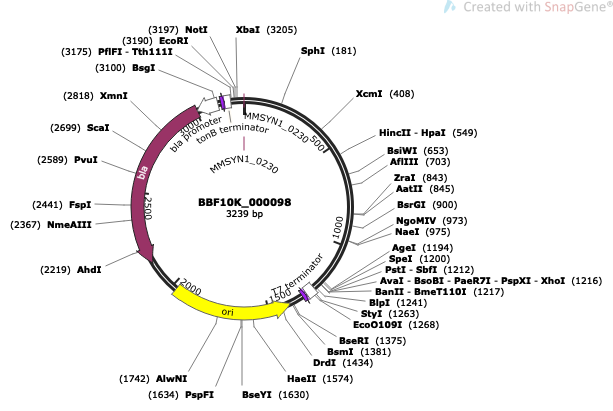 Created with SnapGene®
(3197) NotI
XbaI (3205)
(3190) EcoRI
(3175) PflFI - Tth111I
(3100) BsgI
SphI (181)
(2818) XmnI
XcmI (408)
(2699) ScaI
HincII - HpaI (549)
(2589) PvuI
BsiWI (653)
AflIII (703)
ZraI (843)
AatII (845)
(2441) FspI
BsrGI (900)
(2367) NmeAIII
NgoMIV (973)
NaeI (975)
(2219) AhdI
AgeI (1194)
SpeI (1200)
PstI - SbfI (1212)
AvaI - BsoBI - PaeR7I - PspXI - XhoI (1216)
BanII - BmeT110I (1217)
BlpI (1241)
StyI (1263)
EcoO109I (1268)
BseRI (1375)
BsmI (1381)
DrdI (1434)
(1742) AlwNI
HaeII (1574)
(1634) PspFI
BseYI (1630)
MMSYN1_0230
bla promoter
tonB terminator
MMSYN1_0230
BBF10K_000098
3239 bp
T7 terminator
bla
ori
500
1000
1500
2000
2500
3000